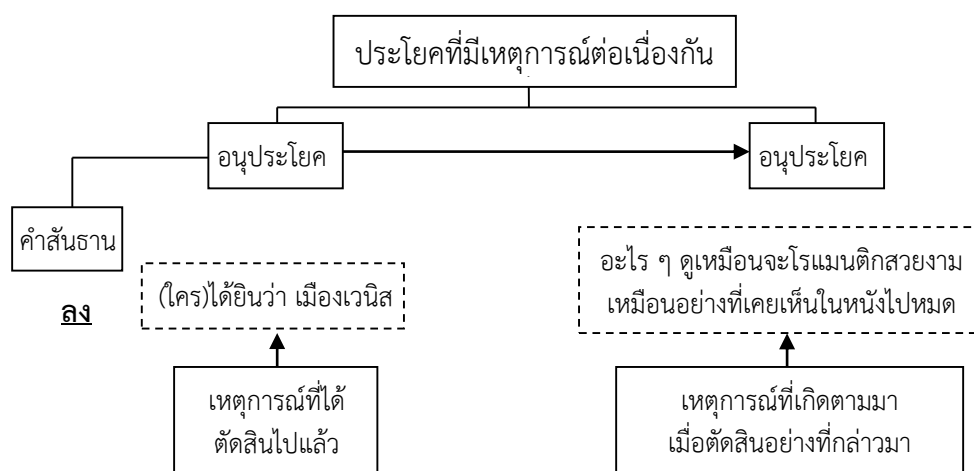 ประโยคที่มีเหตุการณ์ต่อเนื่องกัน
อนุประโยค
อนุประโยค
คำสันธาน
ลง
(ใคร)ได้ยินว่า เมืองเวนิส
อะไร ๆ ดูเหมือนจะโรแมนติกสวยงาม
เหมือนอย่างที่เคยเห็นในหนังไปหมด
เหตุการณ์ที่ได้
ตัดสินไปแล้ว
เหตุการณ์ที่เกิดตามมา
เมื่อตัดสินอย่างที่กล่าวมา